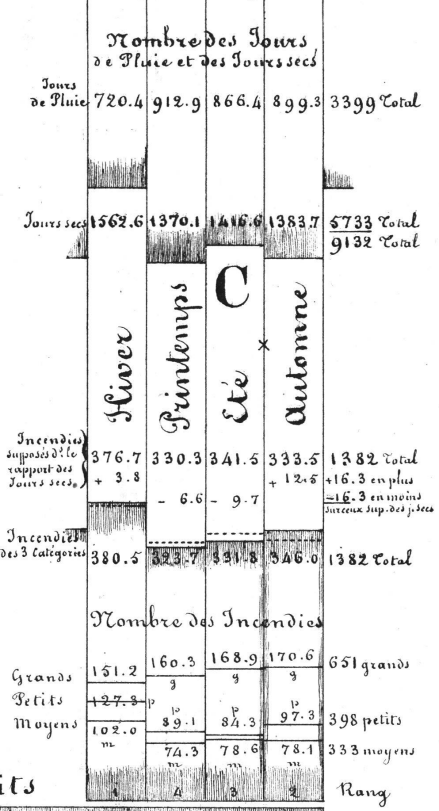 Nombre des Jours
de Pluie et des Jours secs
Jours
de Pluie 720.4 912.9 866.4 899.3 3399 Total
Jours secs 1562.6 1370.1 1416.6 1383.7 5733 Total
9132 Total
C
Hiver Printemps Eté × Automne
Incendies
supposés d'. le
rapport des
Jours secs.
376.7 330.3 341.5 333.5 1382 Total
+ 3.8 - 6.6 - 9.7 + 12.5 +16.3 en plus
-16.3 en moins
sur ceux sup. des j. secs
Incendies
des 3 Catégories 380.5 323.7 331.8 346.0 1382 Total
Nombre des Incendies
Grands 151.2 160.3 168.9 170.6 651 grands
g g g
Petits 127.3 p p p
Moyens 89.1 84.3 97.3 398 petits
102.0
m 74.3 78.6 78.1 333 moyens
m m m
its
1 4 3 2 Rang